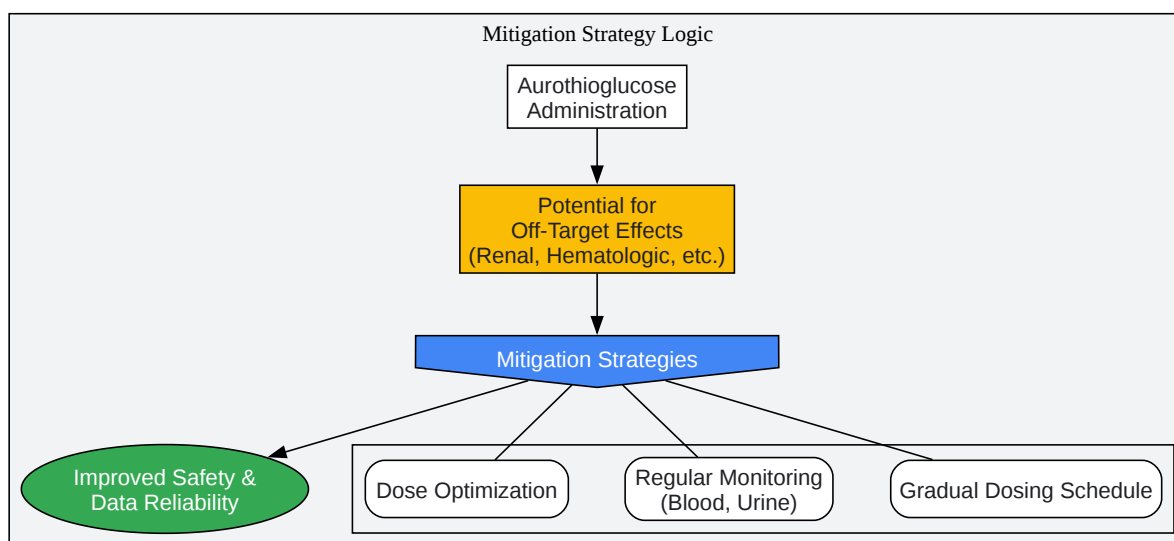 Mitigation Strategy Logic
Aurothioglucose
Administration
Potential for
Off-Target Effects
(Renal, Hematologic, etc.)
Mitigation Strategies
Improved Safety &
Data Reliability
Dose Optimization
Regular Monitoring
(Blood, Urine)
Gradual Dosing Schedule